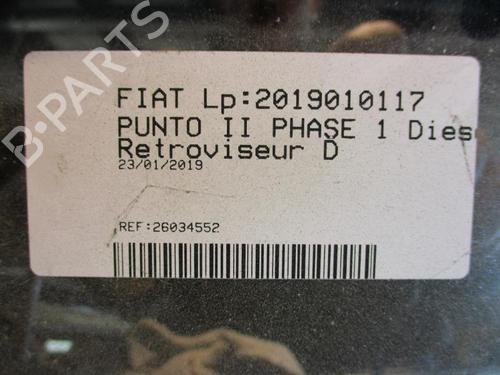 FIAT Lp:2019010117
PUNTO II PHASE 1 Dies
Retroviseur D
23/01/2019
REF:26034552
B-PARTS